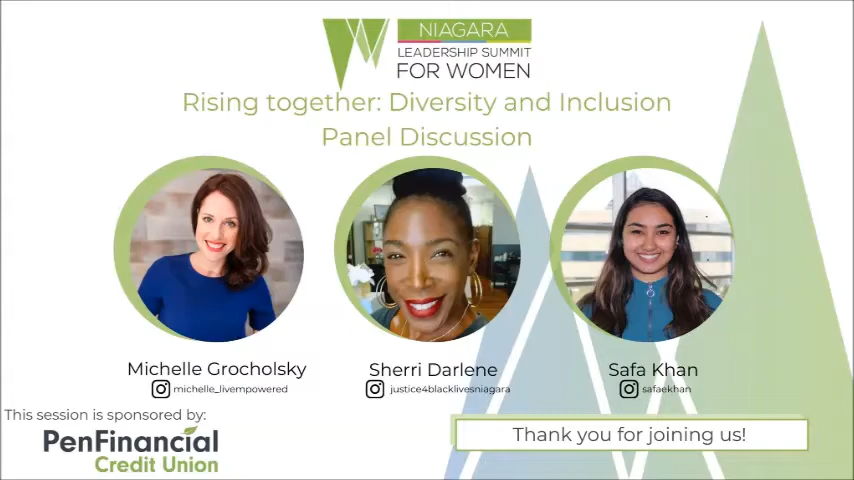 NIAGARA
LEADERSHIP SUMMIT
FOR WOMEN
Rising together: Diversity and Inclusion
Panel Discussion
Michelle Grocholsky
michelle_livempowered
Sherri Darlene
justice4blacklivesniagara
Safa Khan
safaekhan
This session is sponsored by:
PenFinancial
Credit Union
Thank you for joining us!